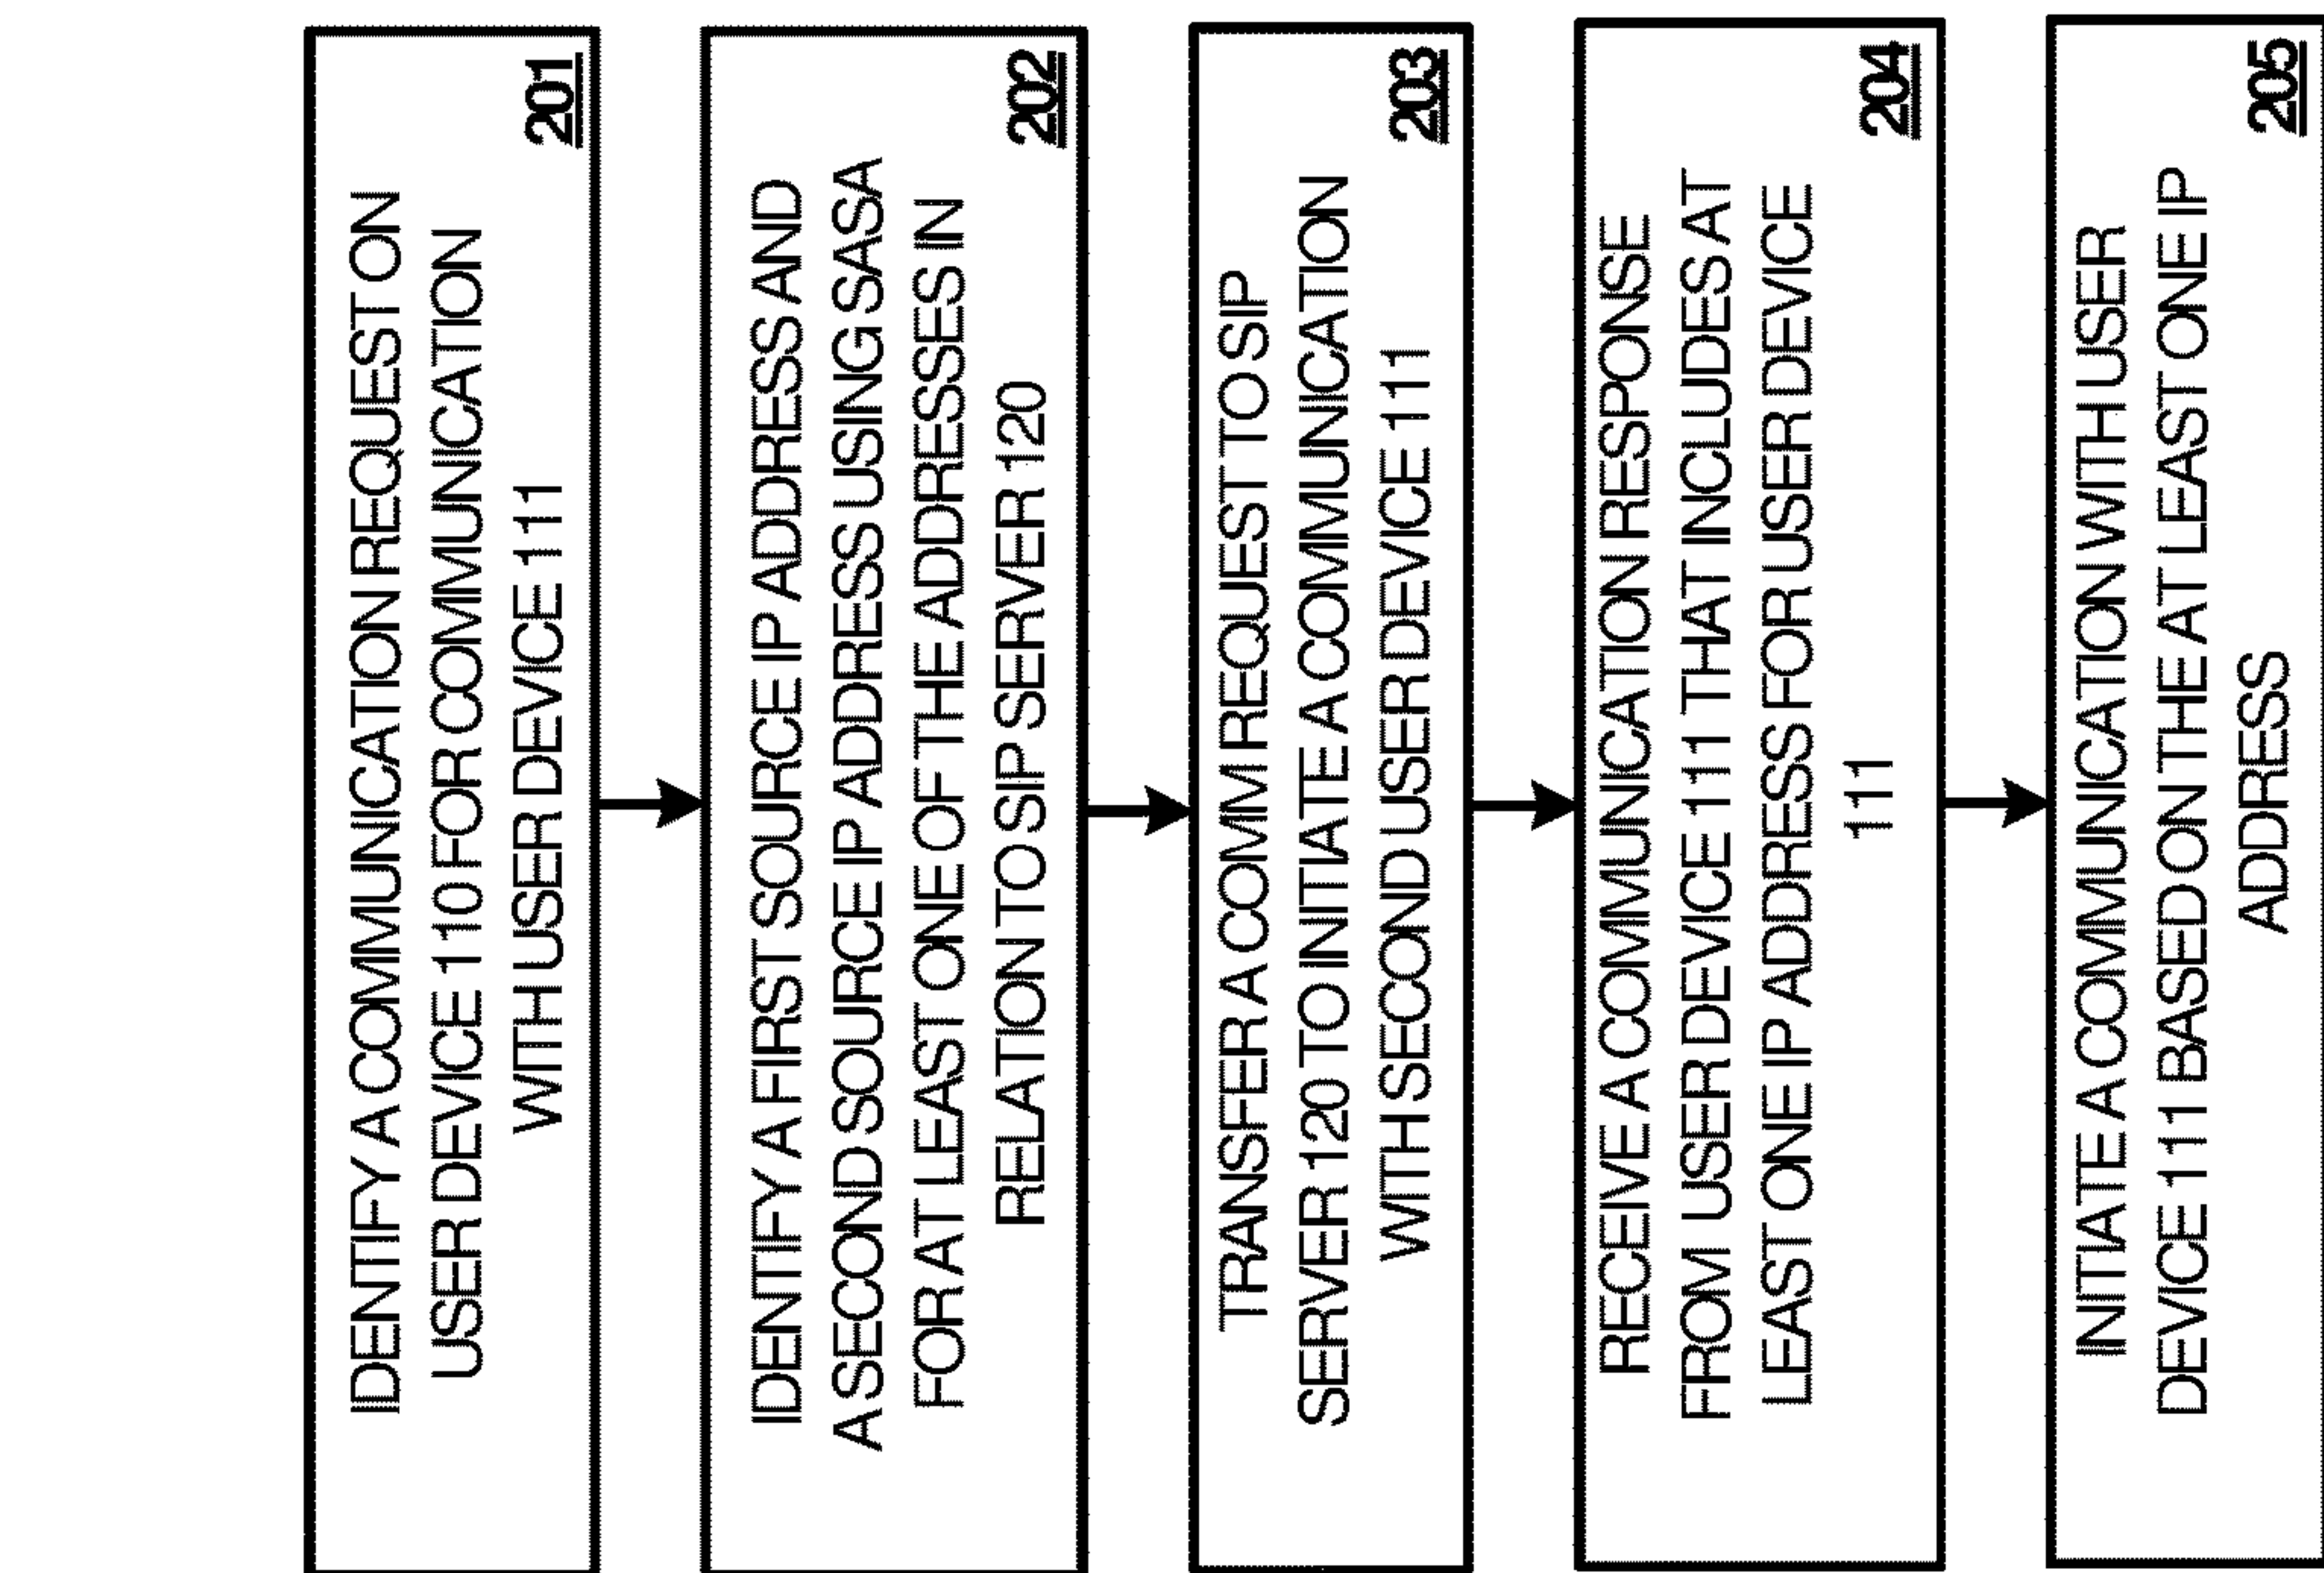 IDENTIFY A COMMUNICATION REQUEST ON
USER DEVICE 110 FOR COMMUNICATION
WITH USER DEVICE 111
201
IDENTIFY A FIRST SOURCE IP ADDRESS AND
A SECOND SOURCE IP ADDRESS USING SASA
FOR AT LEAST ONE OF THE ADDRESSES IN
RELATION TO SIP SERVER 120
202
TRANSFER A COMM REQUEST TO SIP
SERVER 120 TO INITIATE A COMMUNICATION
WITH SECOND USER DEVICE 111
203
RECEIVE A COMMUNICATION RESPONSE
FROM USER DEVICE 111 THAT INCLUDES AT
LEAST ONE IP ADDRESS FOR USER DEVICE
111
204
INITIATE A COMMUNICATION WITH USER
DEVICE 111 BASED ON THE AT LEAST ONE IP
ADDRESS
205